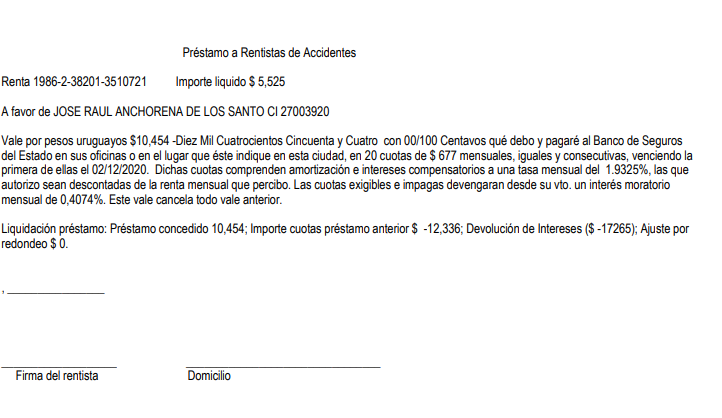 Préstamo a Rentistas de Accidentes
Renta 1986-2-38201-3510721 Importe liquido $ 5,525
A favor de JOSE RAUL ANCHORENA DE LOS SANTO CI 27003920
Vale por pesos uruguayos $10,454 -Diez Mil Cuatrocientos Cincuenta y Cuatro con 00/100 Centavos qué debo y pagaré al Banco de Seguros
del Estado en sus oficinas o en el lugar que éste indique en esta ciudad, en 20 cuotas de $ 677 mensuales, iguales y consecutivas, venciendo la
primera de ellas el 02/12/2020. Dichas cuotas comprenden amortización e intereses compensatorios a una tasa mensual del 1.9325%, las que
autorizo sean descontadas de la renta mensual que percibo. Las cuotas exigibles e impagas devengaran desde su vto. un interés moratorio
mensual de 0,4074%. Este vale cancela todo vale anterior.
Liquidación préstamo: Préstamo concedido 10,454; Importe cuotas préstamo anterior $ -12,336; Devolución de Intereses ($ -17265); Ajuste por
redondeo $ 0.
, ________________
Firma del rentista Domicilio